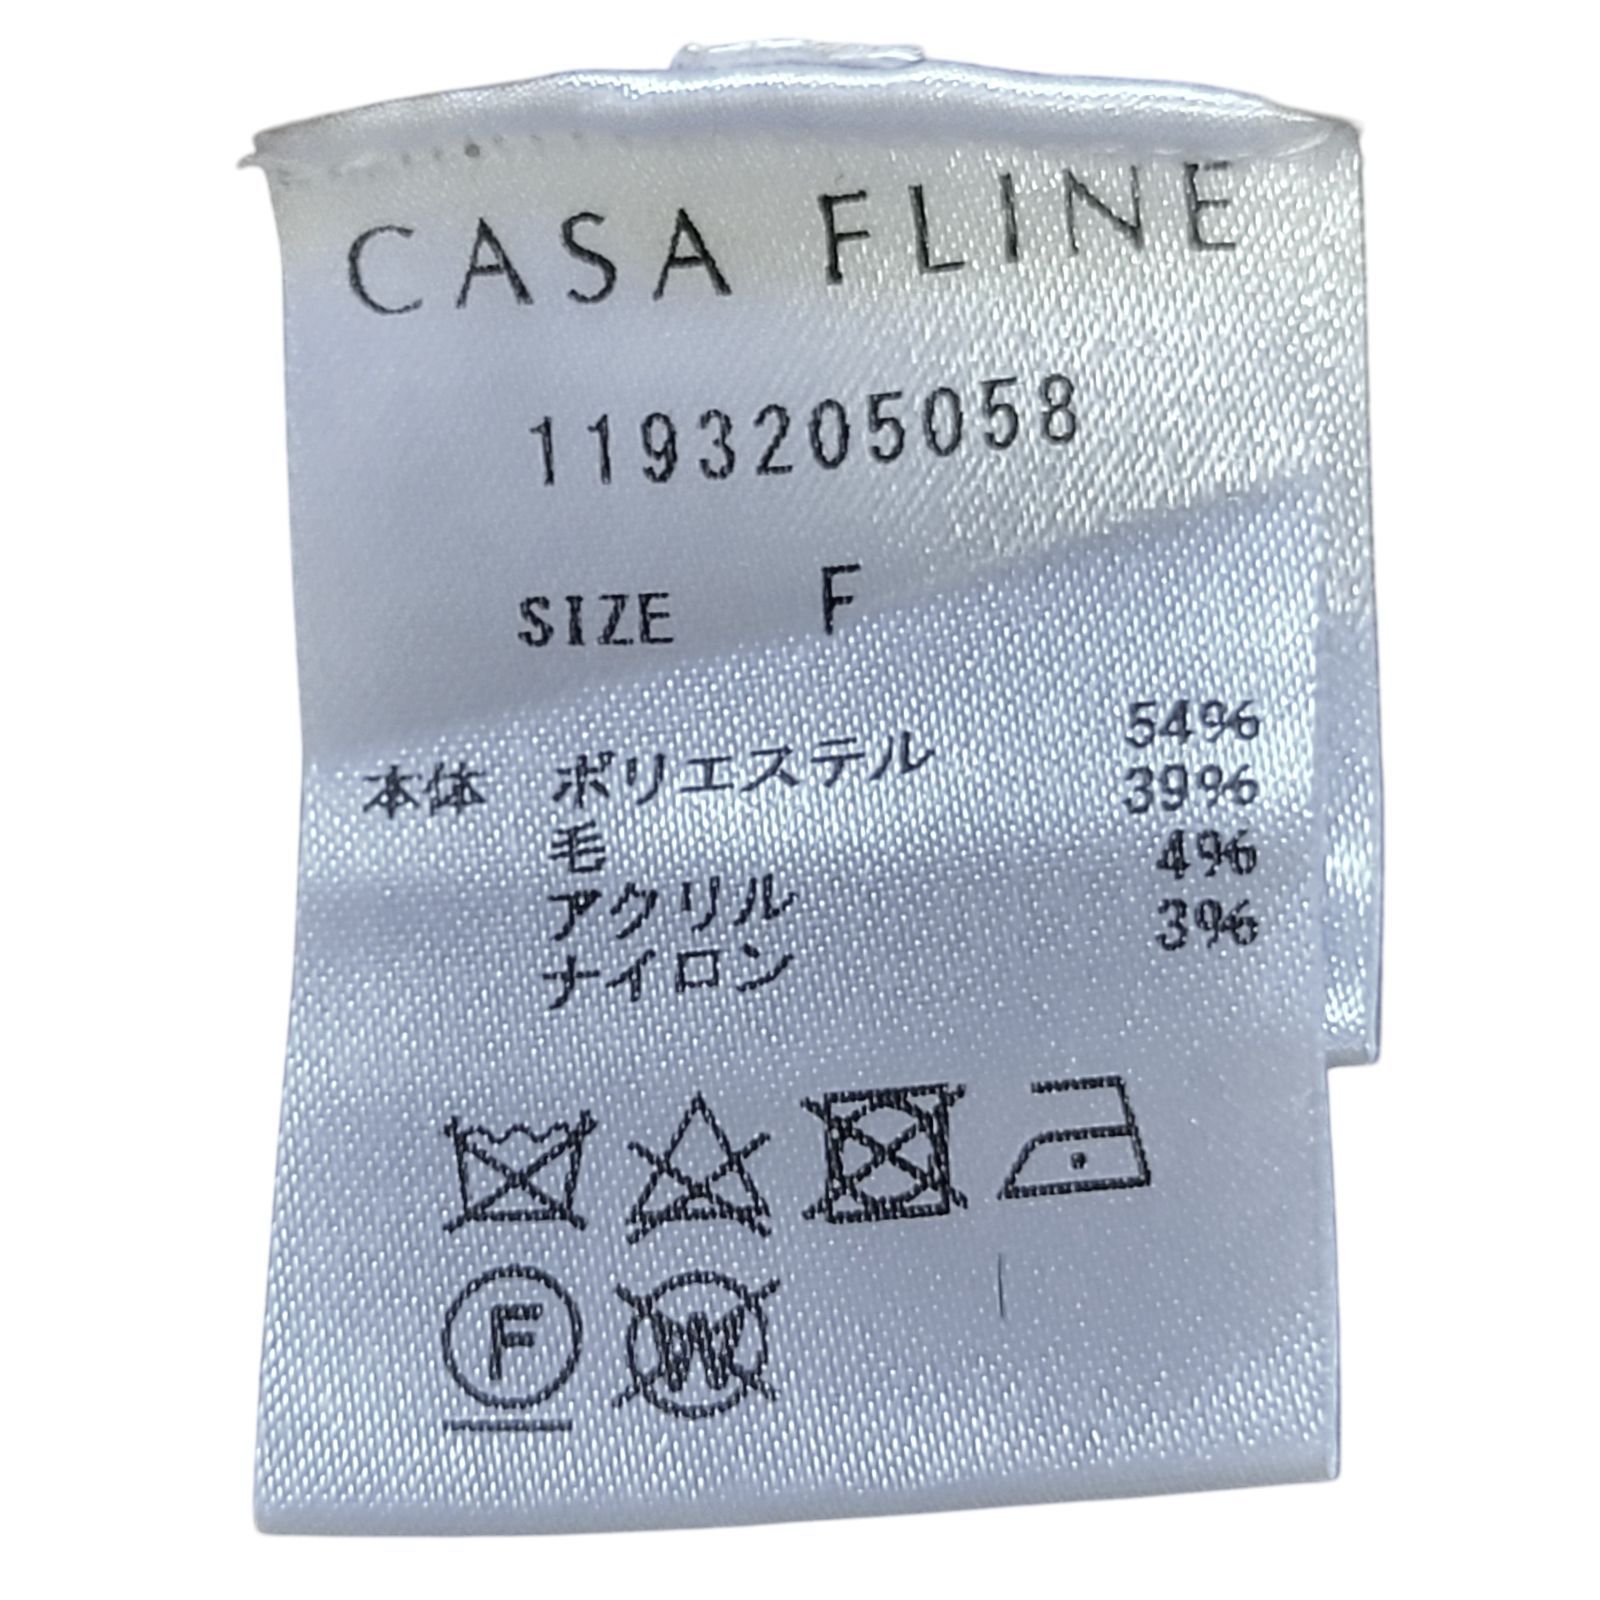 CASA FLINE
1193205058
SIZE F
本体 ポリエステル 54%
毛 39%
アクリル 4%
ナイロン 3%
F
W